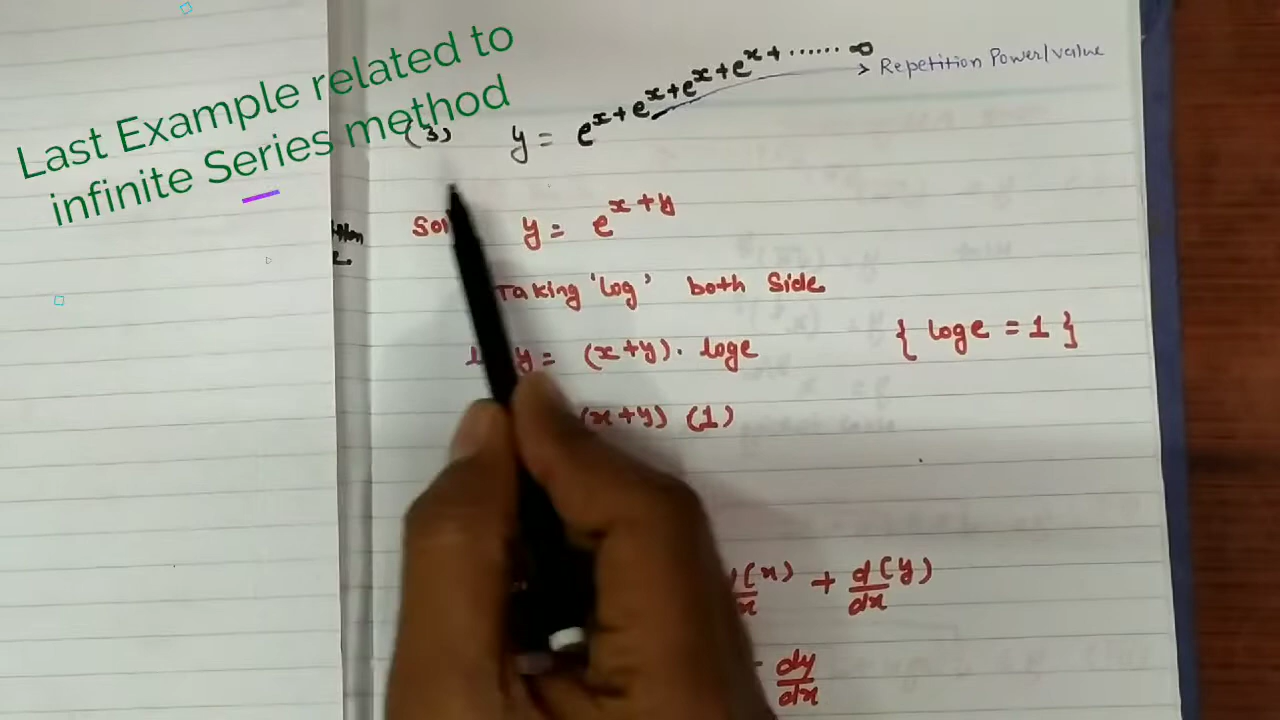 Last Example related to
infinite Series method
(3) y = e^x+e^x+e^x+e^x+ ...... ∞
Repetition Power/value
y = e^x+y
Taking 'log' both Side
y = (x+y). loge { loge = 1 }
(x+y) (1)
(x) + d(y)/dx
dy/dx